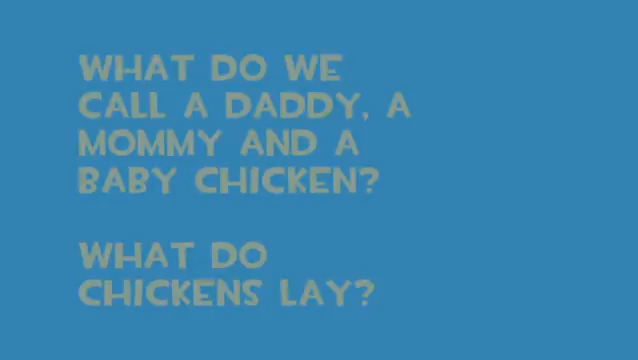 WHAT DO WE
CALL A DADDY, A
MOMMY AND A
BABY CHICKEN?
WHAT DO
CHICKENS LAY?